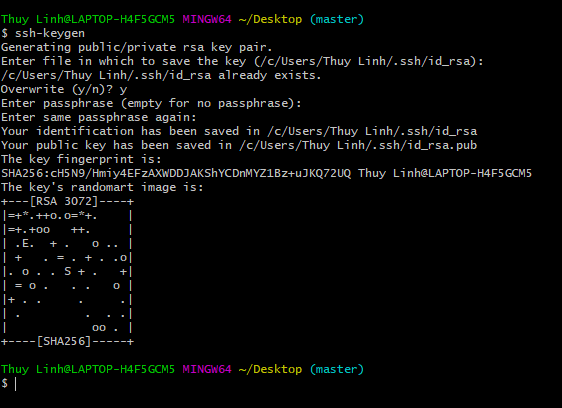 Thuy Linh@LAPTOP-H4F5GCM5 MINGW64 ~/Desktop (master)
$ ssh-keygen
Generating public/private rsa key pair.
Enter file in which to save the key (/c/Users/Thuy Linh/.ssh/id_rsa):
/c/Users/Thuy Linh/.ssh/id_rsa already exists.
Overwrite (y/n)? y
Enter passphrase (empty for no passphrase):
Enter same passphrase again:
Your identification has been saved in /c/Users/Thuy Linh/.ssh/id_rsa
Your public key has been saved in /c/Users/Thuy Linh/.ssh/id_rsa.pub
The key fingerprint is:
SHA256:cH5N9/Hmiy4EFzAXWDDJAKShYCDnMYZ1Bz+uJKQ72UQ Thuy Linh@LAPTOP-H4F5GCM5
The key's randomart image is:
+---[RSA 3072]----+
|=+*.++o.o=*+.    |
|=+.+oo   ++.     |
| .E.  + .   o .. |
| +   . = . + . .o|
|. o . . S + .   +|
| = o .   . .   o |
|+ . .     .     .|
| .         .  . .|
|            oo . |
+----[SHA256]-----+
Thuy Linh@LAPTOP-H4F5GCM5 MINGW64 ~/Desktop (master)
$